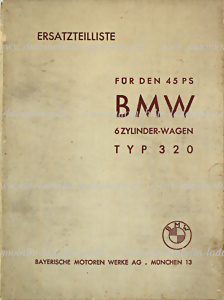 ERSATZTEILLISTE
FÜR DEN 45 PS
BMW
6 ZYLINDER-WAGEN
TYP 320
BMW
BAYERISCHE MOTOREN WERKE AG . MÜNCHEN 13